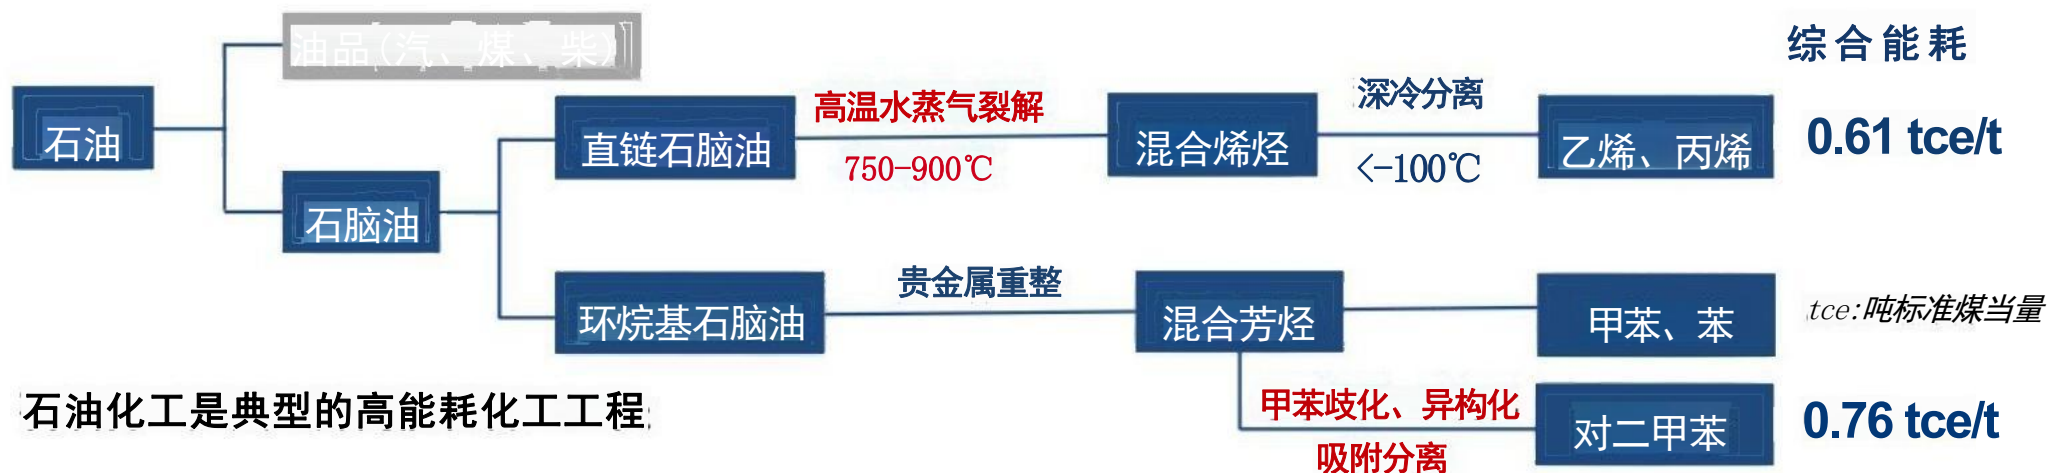 综合能耗
油品(汽、煤、柴)
石油
石脑油
直链石脑油
高温水蒸气裂解
750-900℃
混合烯烃
深冷分离
<-100℃
乙烯、丙烯
0.61 tce/t
环烷基石脑油
贵金属重整
混合芳烃
甲苯、苯
tce:吨标准煤当量
甲苯歧化、异构化
吸附分离
对二甲苯
0.76 tce/t
石油化工是典型的高能耗化工工程